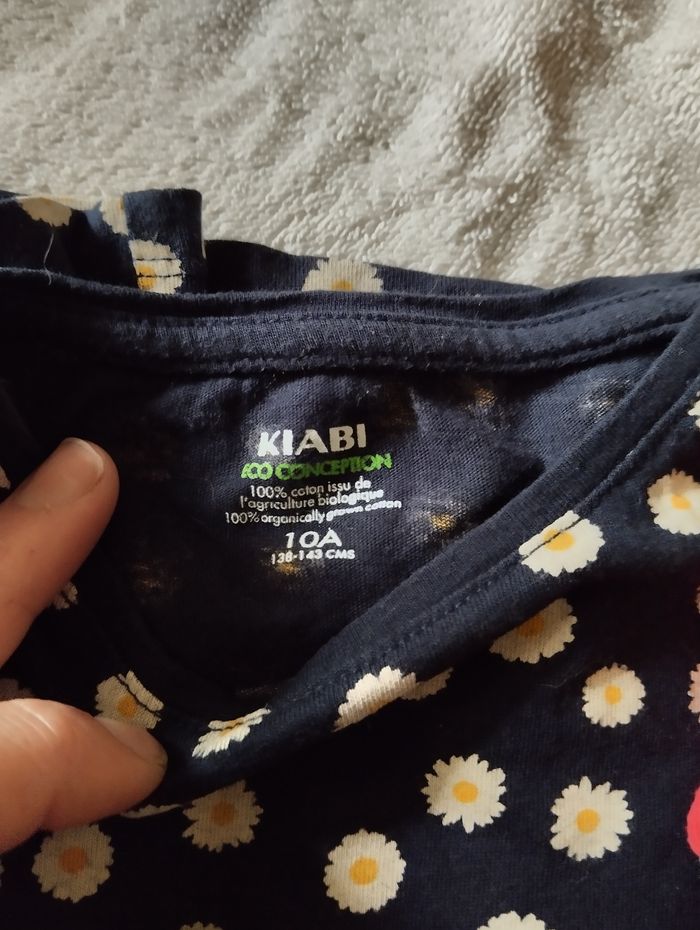 KIABI
ECO CONCEPTION
100% coton issu de
l'agriculture biologique
100% organically grown cotton
10A
138-143 CMS